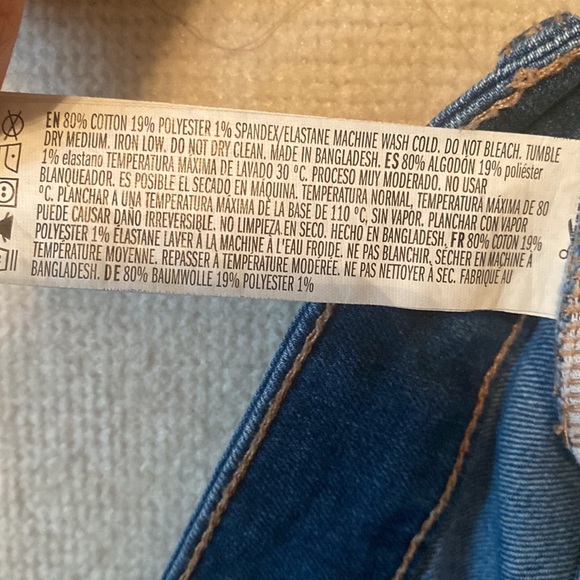 EN 80% COTTON 19% POLYESTER 1% SPANDEX/ELASTANE MACHINE WASH COLD. DO NOT BLEACH. TUMBLE
DRY MEDIUM. IRON LOW. DO NOT DRY CLEAN. MADE IN BANGLADESH. ES 80% ALGODÓN 19% poliéster
1% elastano TEMPERATURA MÁXIMA DE LAVADO 30 °C. PROCESO MUY MODERADO. NO USAR
BLANQUEADOR. ES POSIBLE EL SECADO EN MÁQUINA. TEMPERATURA NORMAL, TEMPERATURA MÁXIMA DE 80
°C. PLANCHAR A UNA TEMPERATURA MÁXIMA DE LA BASE DE 110 °C, SIN VAPOR. PLANCHAR CON VAPOR
PUEDE CAUSAR DAÑO IRREVERSIBLE. NO LIMPIEZA EN SECO. HECHO EN BANGLADESH. FR 80% COTON 19%
POLYESTER 1% ÉLASTANE LAVER À LA MACHINE À L'EAU FROIDE. NE PAS BLANCHIR, SÉCHER EN MACHINE À
TEMPÉRATURE MOYENNE. REPASSER À TEMPÉRATURE MODÉRÉE. NE PAS NETTOYER À SEC. FABRIQUÉ AU
BANGLADESH. DE 80% BAUMWOLLE 19% POLYESTER 1%